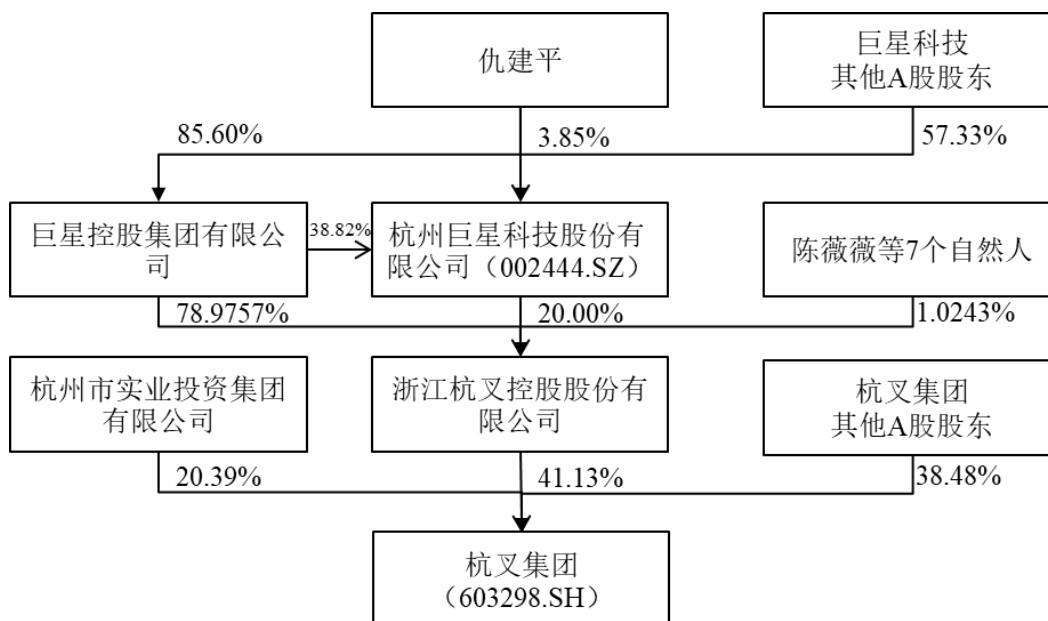 仇建平
巨星科技
其他A股股东
85.60%
3.85%
57.33%
巨星控股集团有限公
司
38.82%
杭州巨星科技股份有
限公司（002444.SZ）
陈薇薇等7个自然人
78.9757%
20.00%
1.0243%
杭州市实业投资集团
有限公司
浙江杭叉控股股份有
限公司
杭叉集团
其他A股股东
20.39%
41.13%
38.48%
杭叉集团
（603298.SH）